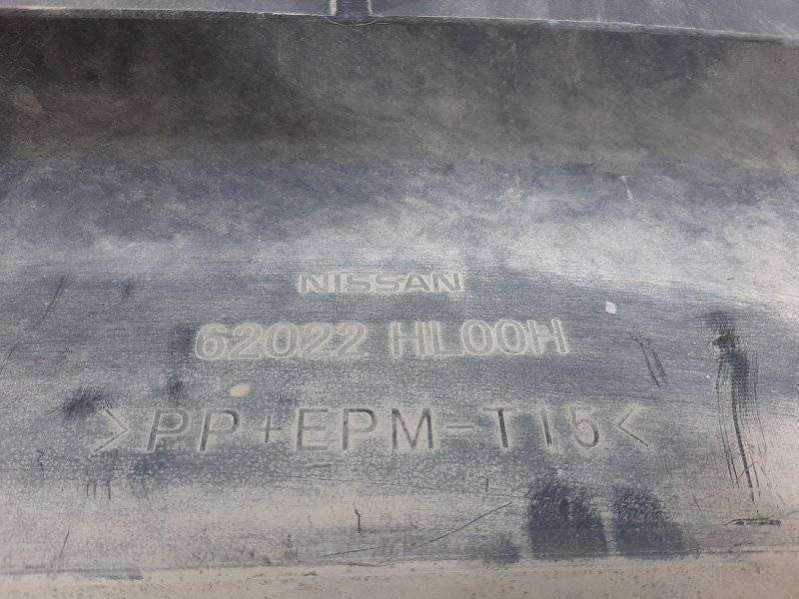 NISSAN
62022 HL00H
>PP+EPM-T15<